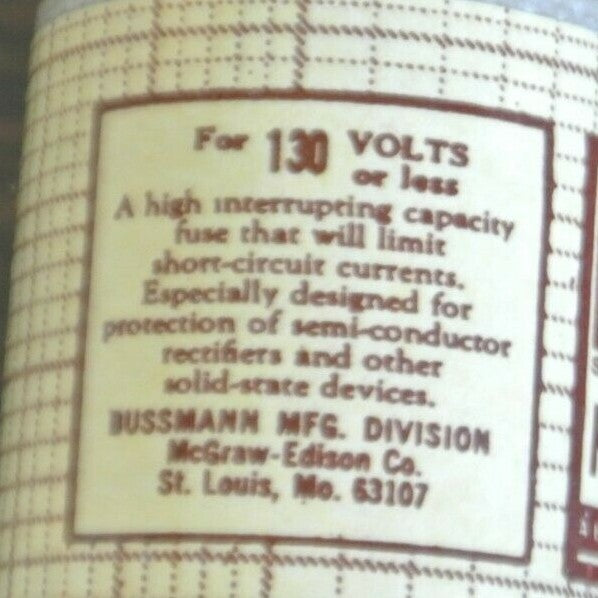 For 130 VOLTS
or less
A high interrupting capacity
fuse that will limit
short-circuit currents.
Especially designed for
protection of semi-conductor
rectifiers and other
solid-state devices.
BUSSMANN MFG. DIVISION
McGraw-Edison Co.
St. Louis, Mo. 63107